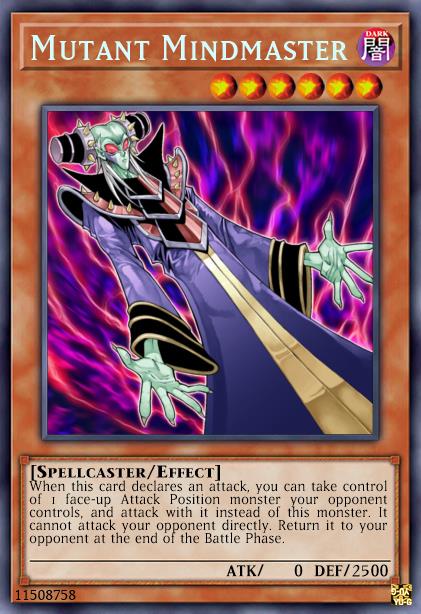 Mutant Mindmaster
DARK
闇
[Spellcaster/Effect]
When this card declares an attack, you can take control
of 1 face-up Attack Position monster your opponent
controls, and attack with it instead of this monster. It
cannot attack your opponent directly. Return it to your
opponent at the end of the Battle Phase.
ATK/ 0 DEF/2500
11508758